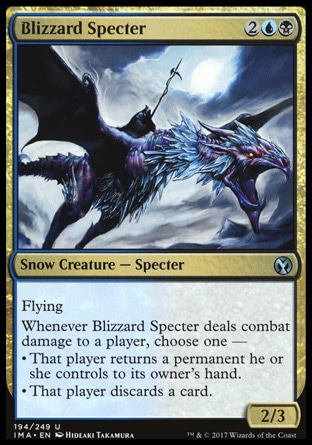 Blizzard Specter 2
Snow Creature — Specter
Flying
Whenever Blizzard Specter deals combat
damage to a player, choose one —
• That player returns a permanent he or
she controls to its owner's hand.
• That player discards a card.
2/3
194/249 U
IMA • EN Hideaki Takamura
™ & © 2017 Wizards of the Coast